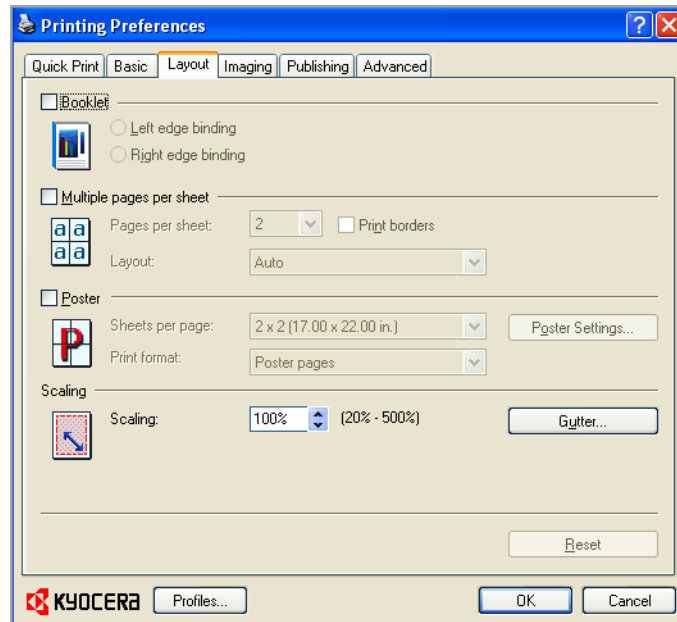 Printing Preferences
Quick Print Basic Layout Imaging Publishing Advanced
Booklet
Left edge binding
Right edge binding
Multiple pages per sheet
a a
a a
Pages per sheet: 2 Print borders
Layout: Auto
Poster
P
Sheets per page: 2 x 2 (17.00 x 22.00 in.) Poster Settings...
Print format: Poster pages
Scaling
Scaling: 100% (20% - 500%) Gutter...
Reset
KYOCERA Profiles... OK Cancel